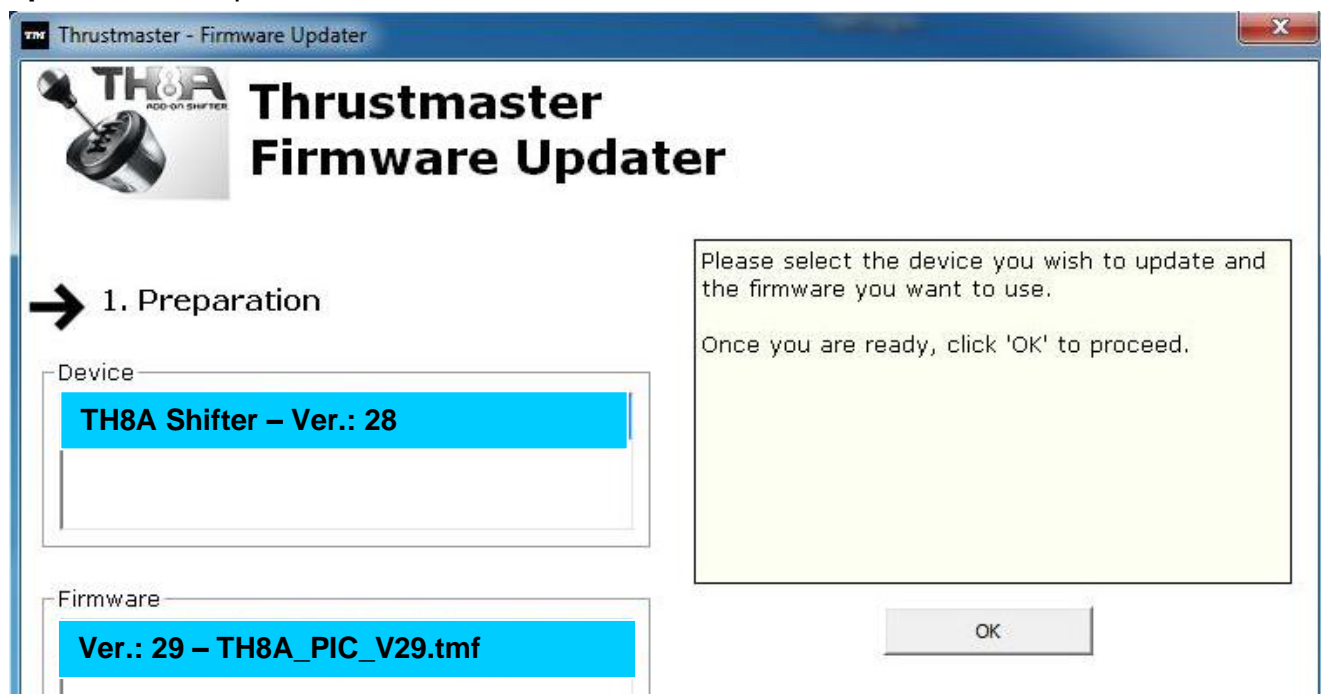 Thrustmaster - Firmware Updater
TH8A
ADD-ON SHIFTER
Thrustmaster
Firmware Updater
1. Preparation
Please select the device you wish to update and
the firmware you want to use.
Once you are ready, click 'OK' to proceed.
Device
TH8A Shifter – Ver.: 28
Firmware
Ver.: 29 – TH8A_PIC_V29.tmf
OK